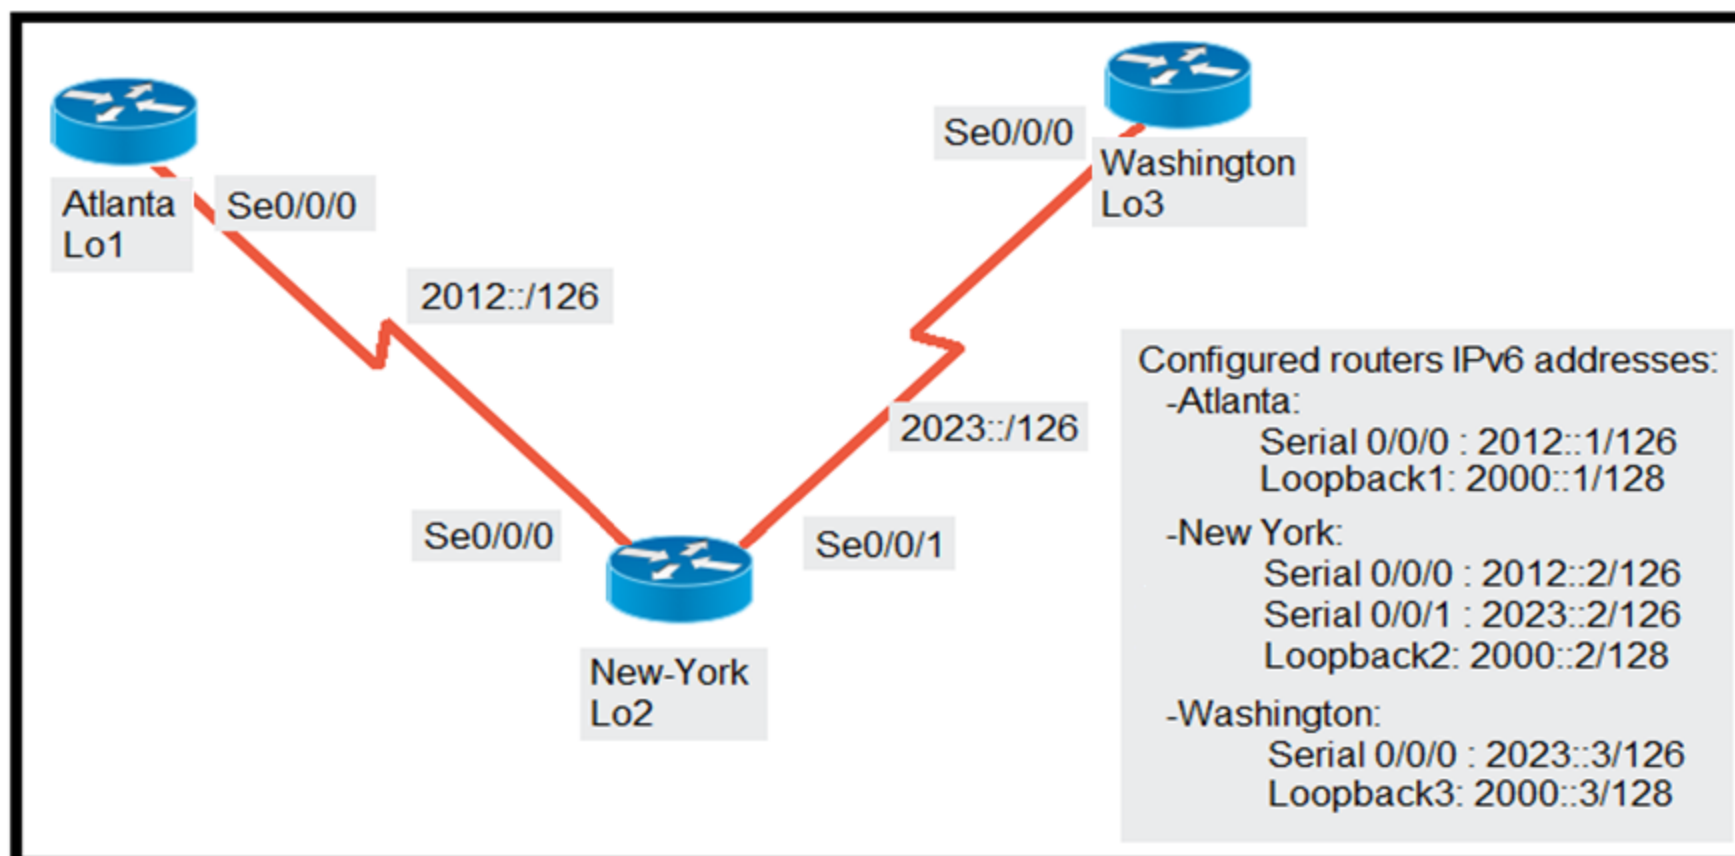 Se0/0/0
Washington
Lo3
Atlanta
Lo1
Se0/0/0
2012::/126
2023::/126
Se0/0/0
Se0/0/1
New-York
Lo2
Configured routers IPv6 addresses:
-Atlanta:
Serial 0/0/0 : 2012::1/126
Loopback1: 2000::1/128
-New York:
Serial 0/0/0 : 2012::2/126
Serial 0/0/1 : 2023::2/126
Loopback2: 2000::2/128
-Washington:
Serial 0/0/0 : 2023::3/126
Loopback3: 2000::3/128